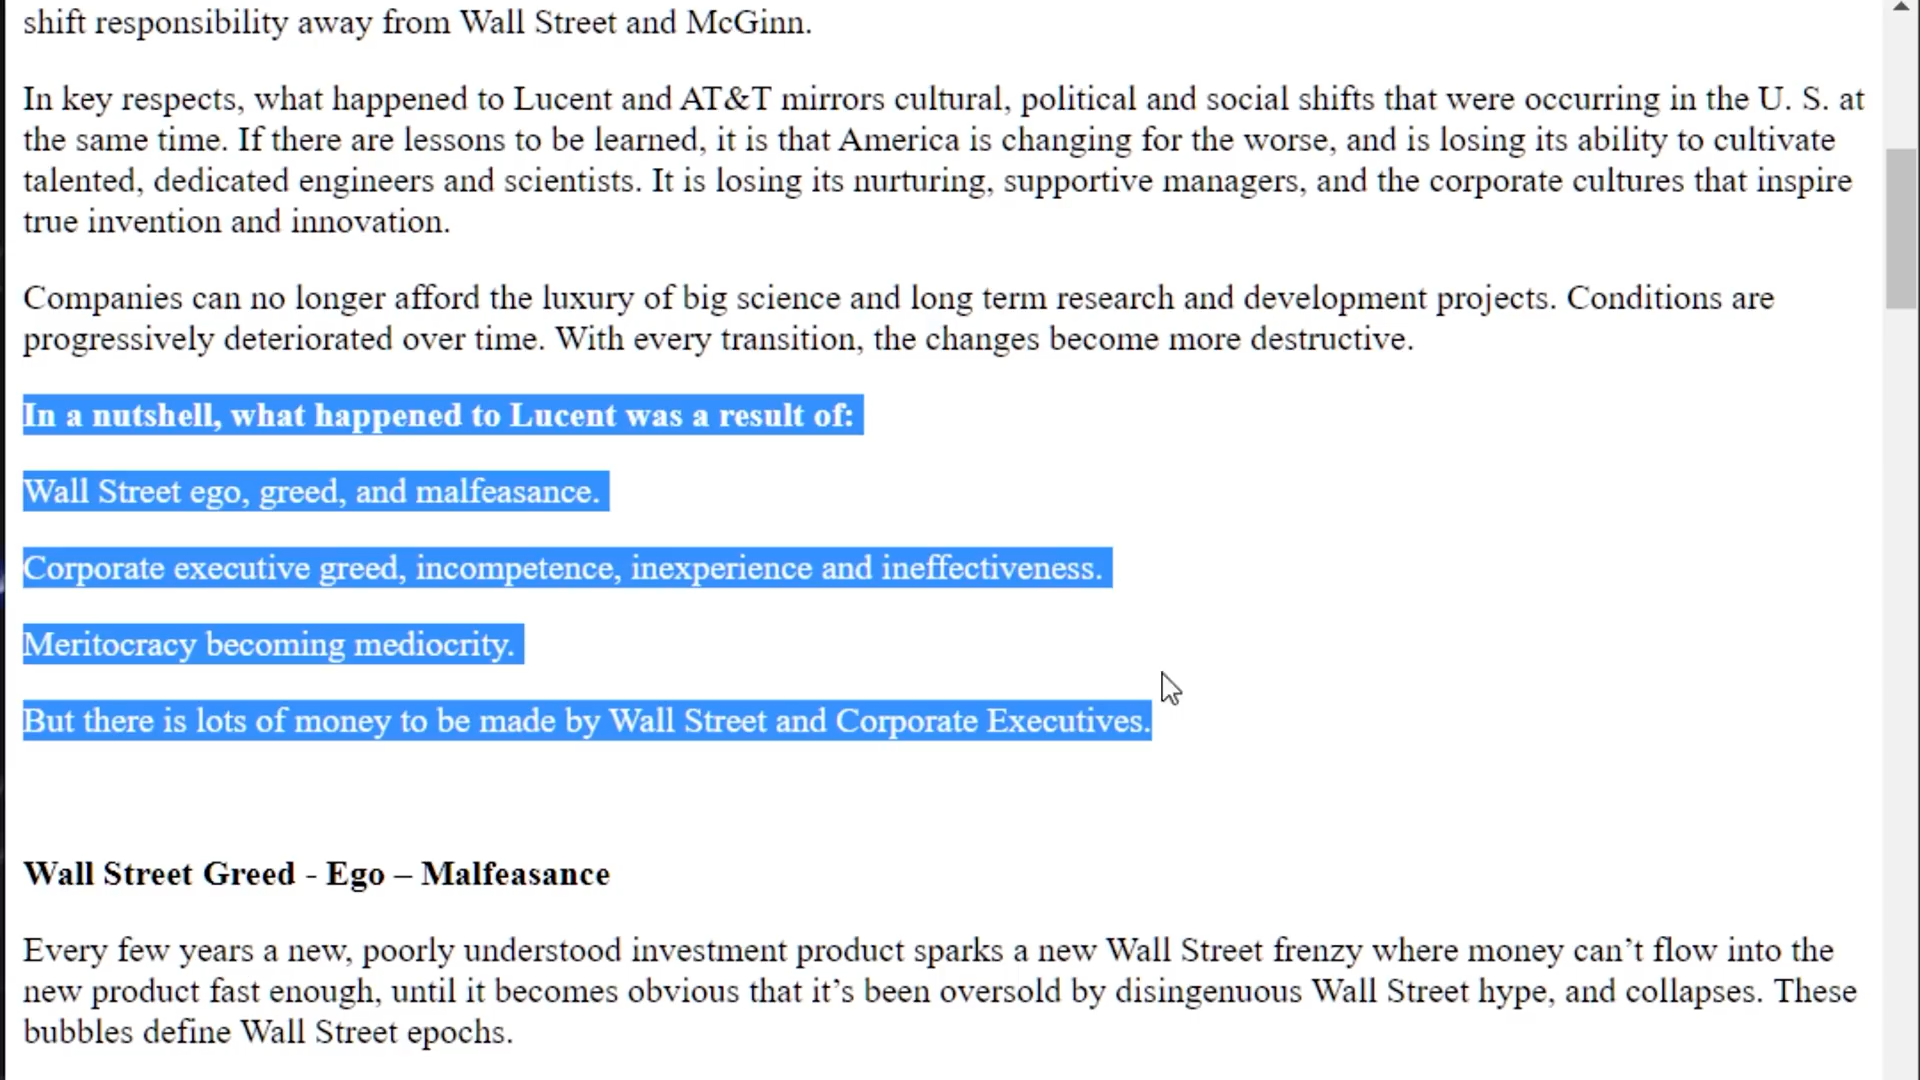 shift responsibility away from Wall Street and McGinn.
In key respects, what happened to Lucent and AT&T mirrors cultural, political and social shifts that were occurring in the U. S. at
the same time. If there are lessons to be learned, it is that America is changing for the worse, and is losing its ability to cultivate
talented, dedicated engineers and scientists. It is losing its nurturing, supportive managers, and the corporate cultures that inspire
true invention and innovation.
Companies can no longer afford the luxury of big science and long term research and development projects. Conditions are
progressively deteriorated over time. With every transition, the changes become more destructive.
In a nutshell, what happened to Lucent was a result of:
Wall Street ego, greed, and malfeasance.
Corporate executive greed, incompetence, inexperience and ineffectiveness.
Meritocracy becoming mediocrity.
But there is lots of money to be made by Wall Street and Corporate Executives.
Wall Street Greed - Ego – Malfeasance
Every few years a new, poorly understood investment product sparks a new Wall Street frenzy where money can’t flow into the
new product fast enough, until it becomes obvious that it’s been oversold by disingenuous Wall Street hype, and collapses. These
bubbles define Wall Street epochs.